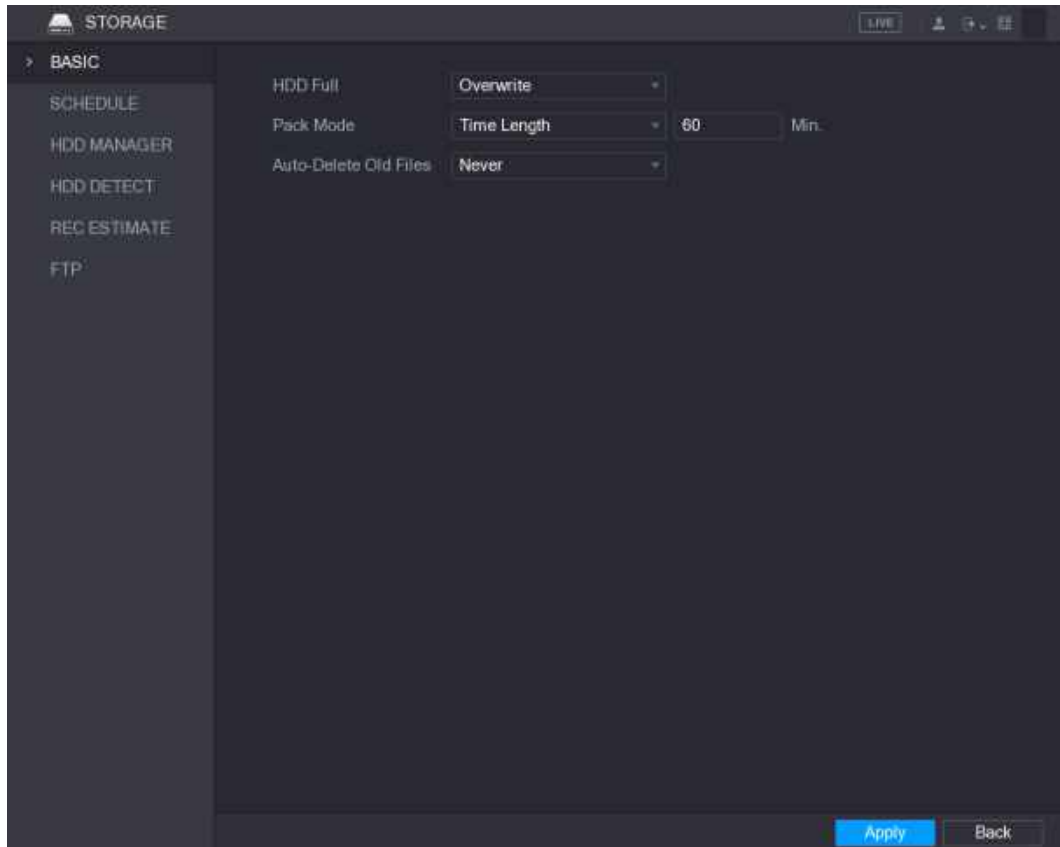 STORAGE
LIVE
BASIC
SCHEDULE
HDD MANAGER
HDD DETECT
REC ESTIMATE
FTP
HDD Full Overwrite
Pack Mode Time Length 60 Min.
Auto-Delete Old Files Never
Apply Back